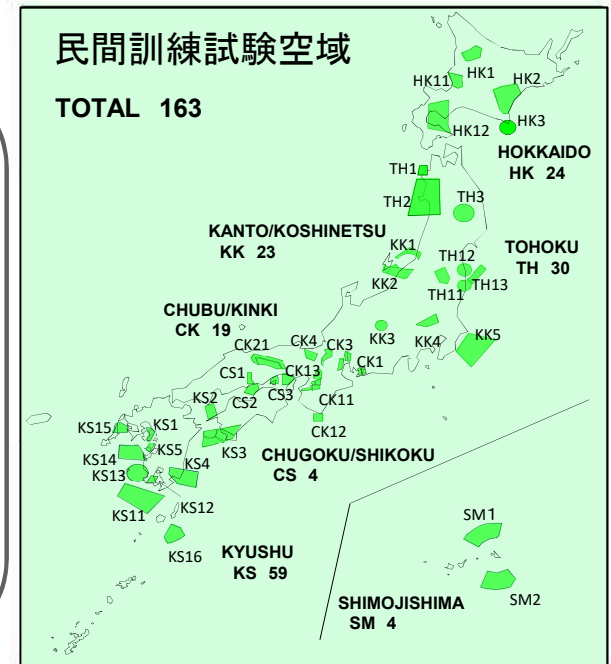 民間訓練試験空域
TOTAL 163
HK1
HK11
HK2
HK3
HK12
HOKKAIDO
HK 24
TH1
TH2
TH3
KANTO/KOSHINETSU
KK 23
KK1
KK2
TH12
TH11
TH13
TOHOKU
TH 30
CHUBU/KINKI
CK 19
KK3
KK4
KK5
CK21
CK4
CK3
CK1
CS1
CK13
CS2
CS3
CK11
CK12
KS2
KS15
KS1
KS5
KS3
KS14
KS4
KS13
CHUGOKU/SHIKOKU
CS 4
KS11
KS12
KS16
KYUSHU
KS 59
SM1
SM2
SHIMOJISHIMA
SM 4